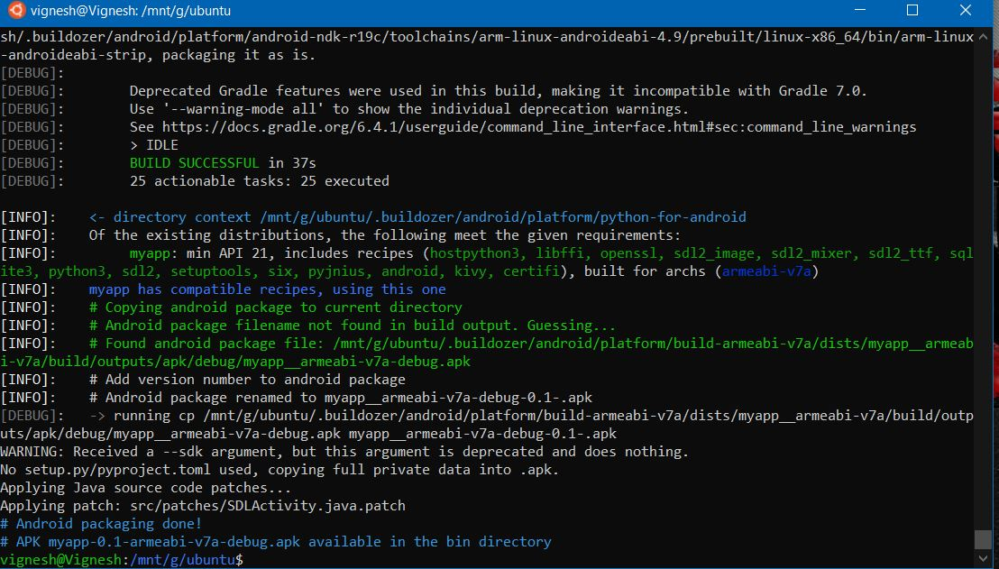 vignesh@Vignesh: /mnt/g/ubuntu
sh/.buildozer/android/platform/android-ndk-r19c/toolchains/arm-linux-androideabi-4.9/prebuilt/linux-x86_64/bin/arm-linux
-androideabi-strip, packaging it as is.
[DEBUG]:
[DEBUG]: Deprecated Gradle features were used in this build, making it incompatible with Gradle 7.0.
[DEBUG]: Use '--warning-mode all' to show the individual deprecation warnings.
[DEBUG]: See https://docs.gradle.org/6.4.1/userguide/command_line_interface.html#sec:command_line_warnings
[DEBUG]: > IDLE
[DEBUG]: BUILD SUCCESSFUL in 37s
[DEBUG]: 25 actionable tasks: 25 executed
[INFO]: <- directory context /mnt/g/ubuntu/.buildozer/android/platform/python-for-android
[INFO]: Of the existing distributions, the following meet the given requirements:
[INFO]: myapp: min API 21, includes recipes (hostpython3, libffi, openssl, sdl2_image, sdl2_mixer, sdl2_ttf, sql
ite3, python3, sdl2, setuptools, six, pyjnius, android, kivy, certifi), built for archs (armeabi-v7a)
[INFO]: myapp has compatible recipes, using this one
[INFO]: # Copying android package to current directory
[INFO]: # Android package filename not found in build output. Guessing...
[INFO]: # Found android package file: /mnt/g/ubuntu/.buildozer/android/platform/build-armeabi-v7a/dists/myapp__armeab
i-v7a/build/outputs/apk/debug/myapp__armeabi-v7a-debug.apk
[INFO]: # Add version number to android package
[INFO]: # Android package renamed to myapp__armeabi-v7a-debug-0.1-.apk
[DEBUG]: -> running cp /mnt/g/ubuntu/.buildozer/android/platform/build-armeabi-v7a/dists/myapp__armeabi-v7a/build/outp
uts/apk/debug/myapp__armeabi-v7a-debug.apk myapp__armeabi-v7a-debug-0.1-.apk
WARNING: Received a --sdk argument, but this argument is deprecated and does nothing.
No setup.py/pyproject.toml used, copying full private data into .apk.
Applying Java source code patches...
Applying patch: src/patches/SDLActivity.java.patch
# Android packaging done!
# APK myapp-0.1-armeabi-v7a-debug.apk available in the bin directory
vignesh@Vignesh:/mnt/g/ubuntu$